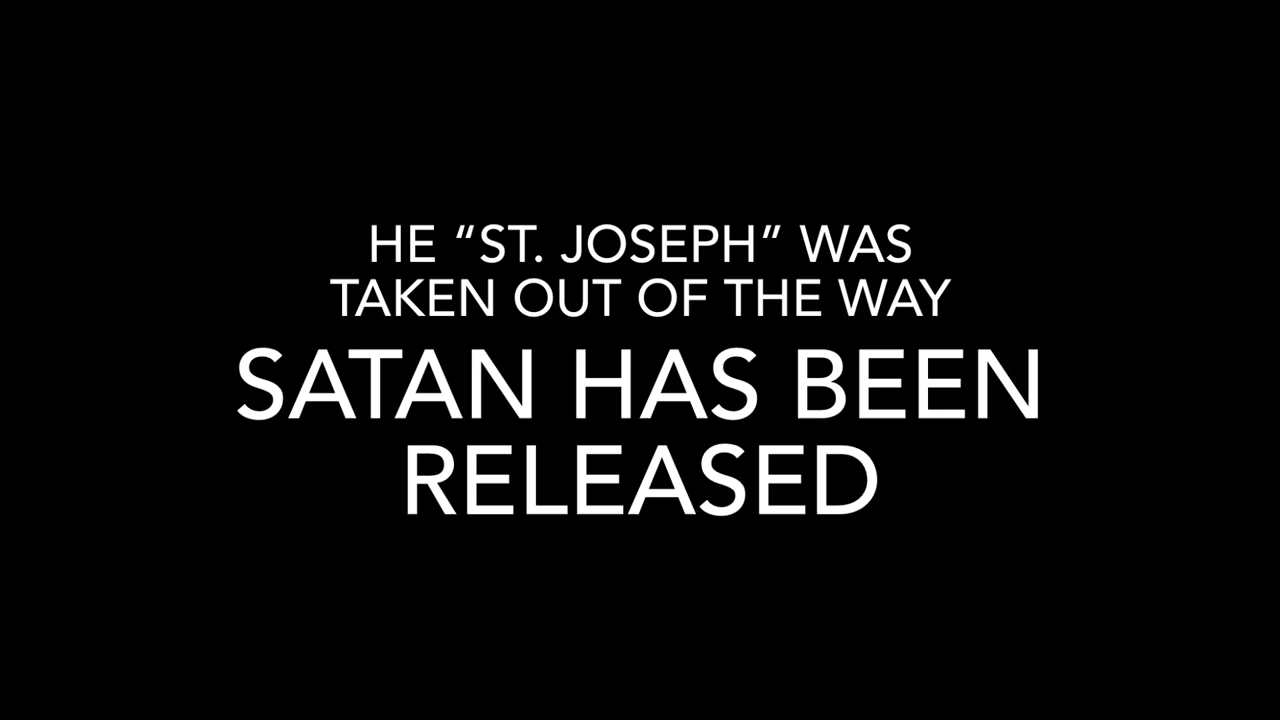 HE “ST. JOSEPH” WAS
TAKEN OUT OF THE WAY
SATAN HAS BEEN
RELEASED